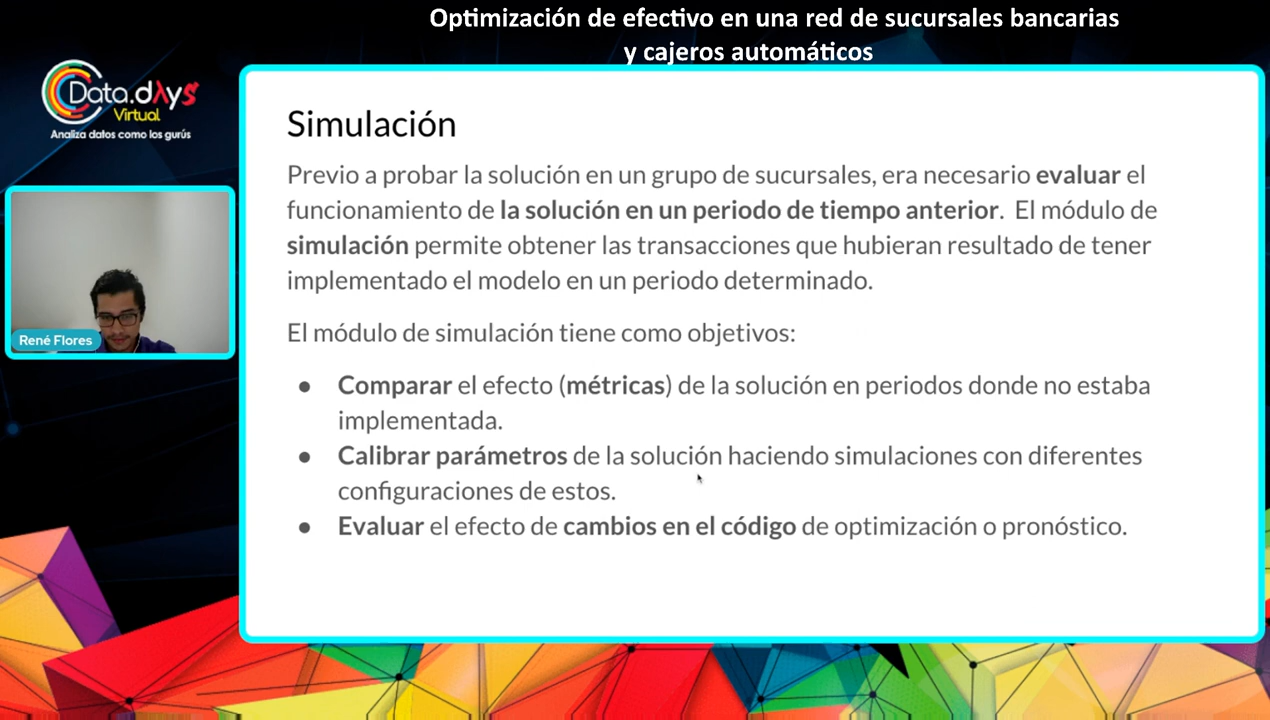 Optimización de efectivo en una red de sucursales bancarias
y cajeros automáticos
Data.dλys
Virtual
Analiza datos como los gurús
René Flores
Simulación
Previo a probar la solución en un grupo de sucursales, era necesario evaluar el
funcionamiento de la solución en un periodo de tiempo anterior. El módulo de
simulación permite obtener las transacciones que hubieran resultado de tener
implementado el modelo en un periodo determinado.
El módulo de simulación tiene como objetivos:
● Comparar el efecto (métricas) de la solución en periodos donde no estaba
implementada.
● Calibrar parámetros de la solución haciendo simulaciones con diferentes
configuraciones de estos.
● Evaluar el efecto de cambios en el código de optimización o pronóstico.